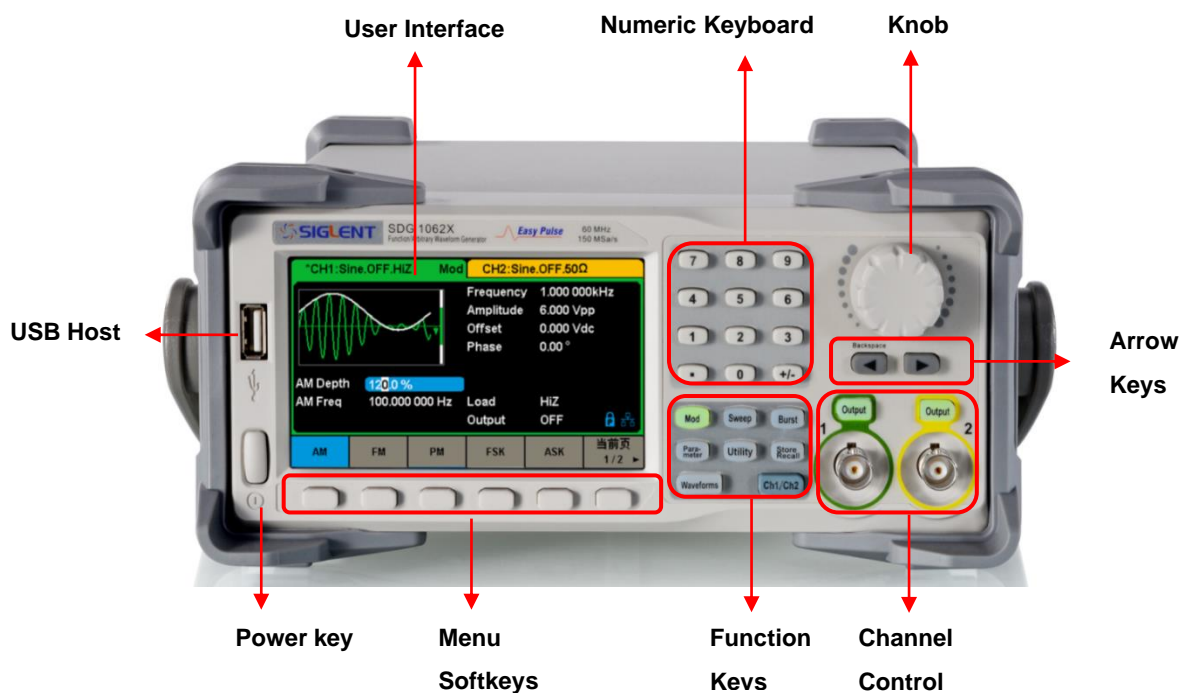 User Interface
Numeric Keyboard
Knob
SIGLENT SDG 1062X
Function/Arbitrary Waveform Generator
Easy Pulse
60 MHz
150 MSa/s
*CH1:Sine.OFF.HiZ Mod
CH2:Sine.OFF.50Ω
Frequency 1.000 000kHz
Amplitude 6.000 Vpp
Offset 0.000 Vdc
Phase 0.00 °
AM Depth 120.0 %
AM Freq 100.000 000 Hz
Load HiZ
Output OFF
AM FM PM FSK ASK 当前页 1/2 ►
7 8 9
4 5 6
1 2 3
• 0 +/-
Backspace
Mod Sweep Burst
Para-
meter Utility Store
Recall
Waveforms Ch1/Ch2
Output Output
1 2
USB Host
Arrow
Keys
Power key
Menu
Softkeys
Function
Keys
Channel
Control